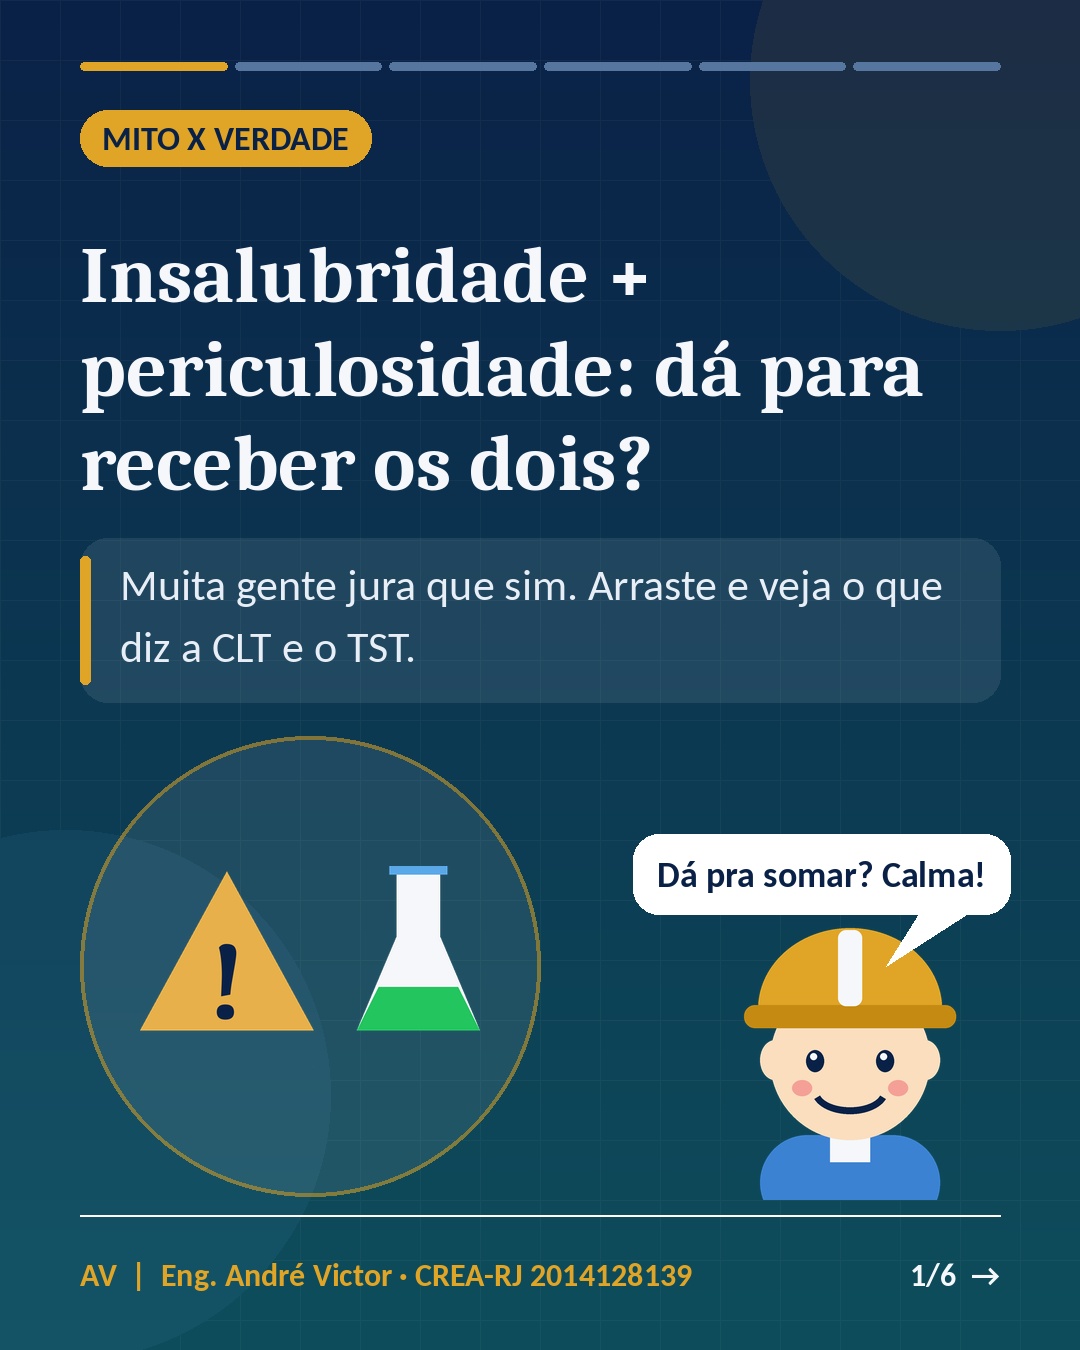 MITO X VERDADE
Insalubridade +
periculosidade: dá para
receber os dois?
Muita gente jura que sim. Arraste e veja o que
diz a CLT e o TST.
Dá pra somar? Calma!
!
AV | Eng. André Victor · CREA-RJ 2014128139
1/6 →